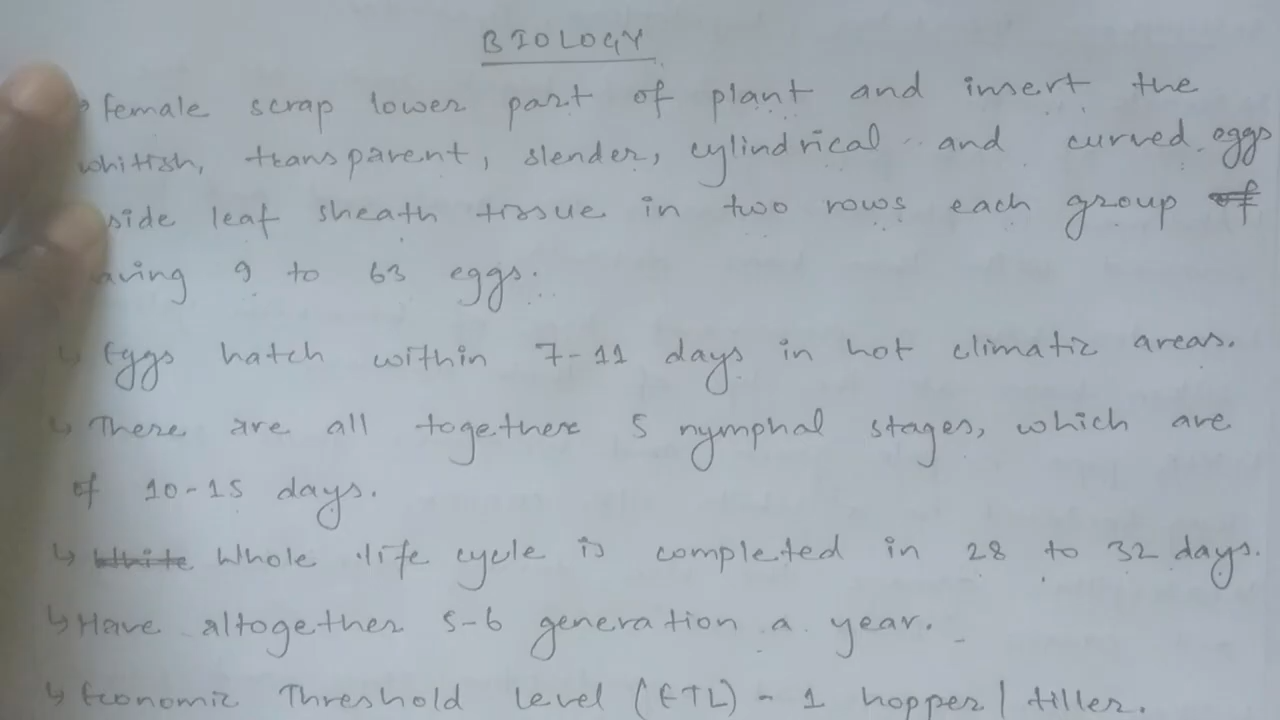 BIOLOGY
↳ female scrap lower part of plant and insert the
whitish, transparent, slender, cylindrical and curved eggs
side leaf sheath tissue in two rows each group of
aving 9 to 63 eggs.
↳ Eggs hatch within 7-11 days in hot climatic areas.
↳ There are all together 5 nymphal stages, which are
of 10-15 days.
↳ White Whole life cycle is completed in 28 to 32 days.
↳ Have altogether 5-6 generation a year.
↳ Economic Threshold level (ETL) - 1 hopper/tiller.